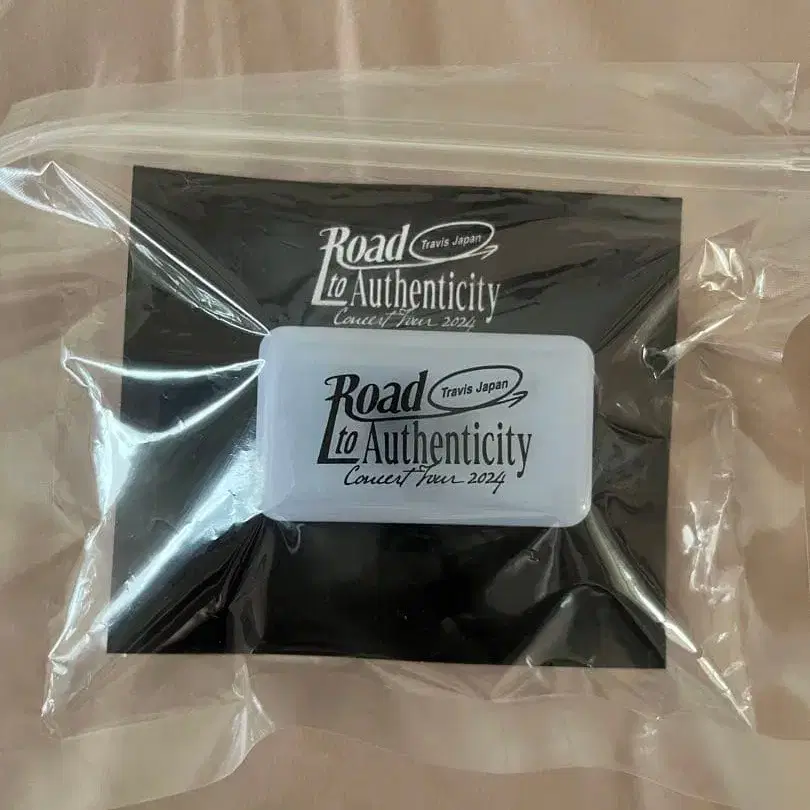 Road Travis Japan
to Authenticity
Concert Tour 2024
Road Travis Japan
to Authenticity
Concert Tour 2024